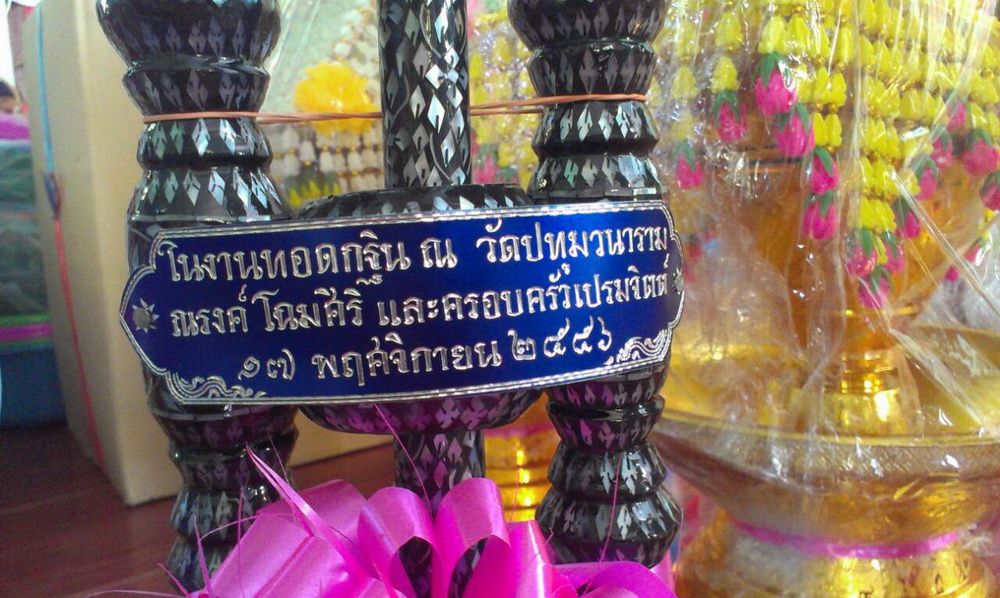 ในงานทอดกฐิน ณ วัดปทุมวนาราม
ณรงค์ โฉมศิริ และครอบครัวเปรมจิตต์
๑๗ พฤศจิกายน ๒๕๕๖